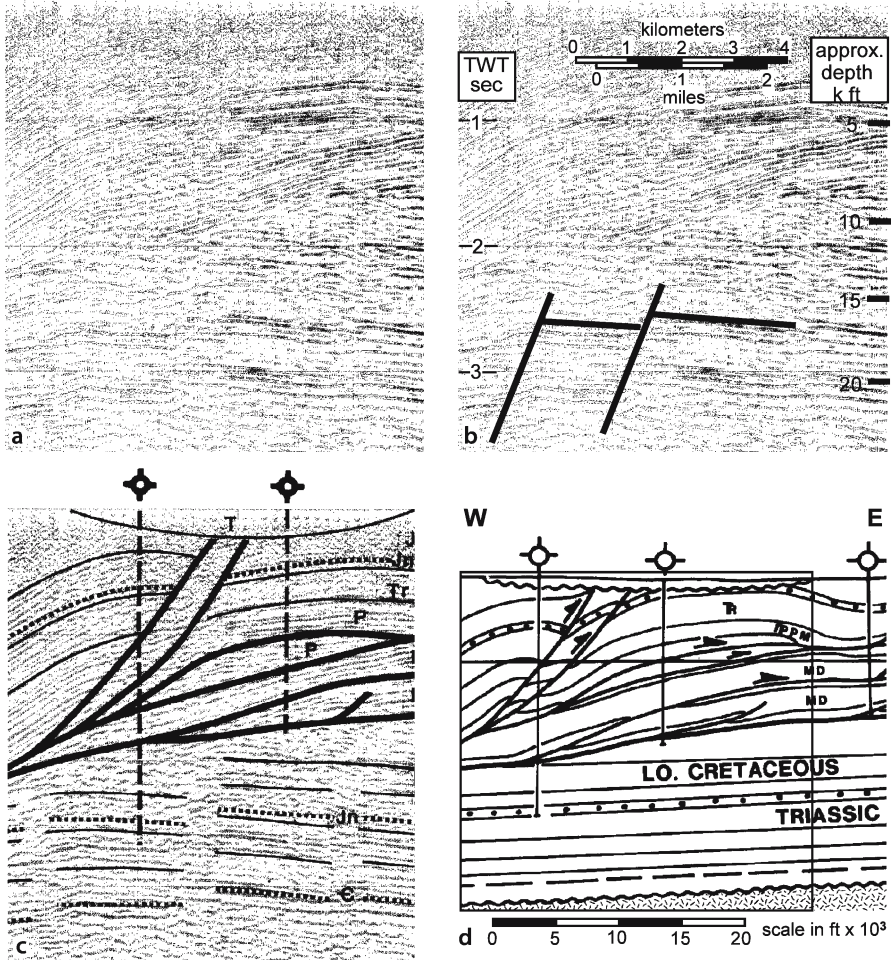 a
kilometers
0 1 2 3 4
0 1 2
miles
TWT
sec
approx.
depth
k ft
1
5
10
2
15
3
20
b
T
J
Jn
Tr
P
P
Jn
C
c
W
E
TR
PPM
MD
MD
LO. CRETACEOUS
TRIASSIC
d
0 5 10 15 20
scale in ft x 10³